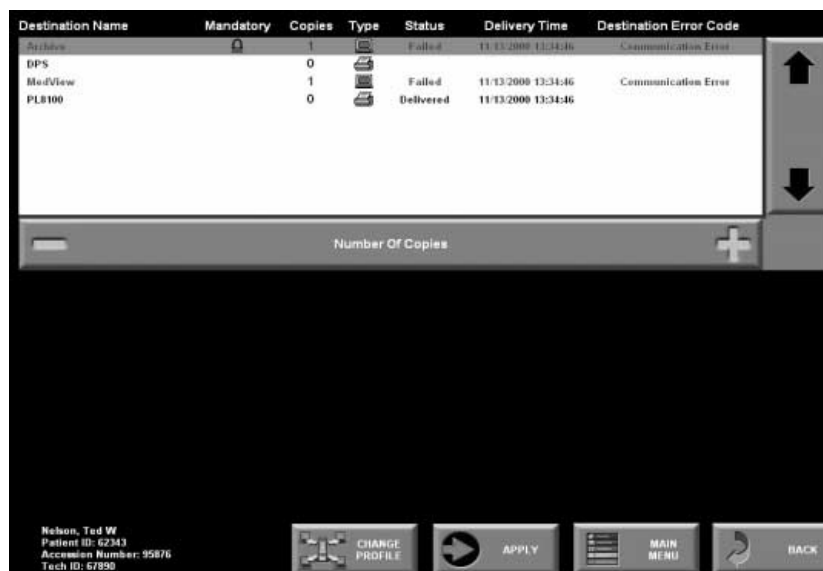 Destination Name Mandatory Copies Type Status Delivery Time Destination Error Code
Archive 1 Failed 11/13/2000 13:34:46 Communication Error
DPS 0
MedView 1 Failed 11/13/2000 13:34:46 Communication Error
PL8100 0 Delivered 11/13/2000 13:34:46
Number Of Copies
Nelson, Ted W
Patient ID: 62343
Accession Number: 95876
Tech ID: 67890
CHANGE
PROFILE
APPLY
MAIN
MENU
BACK